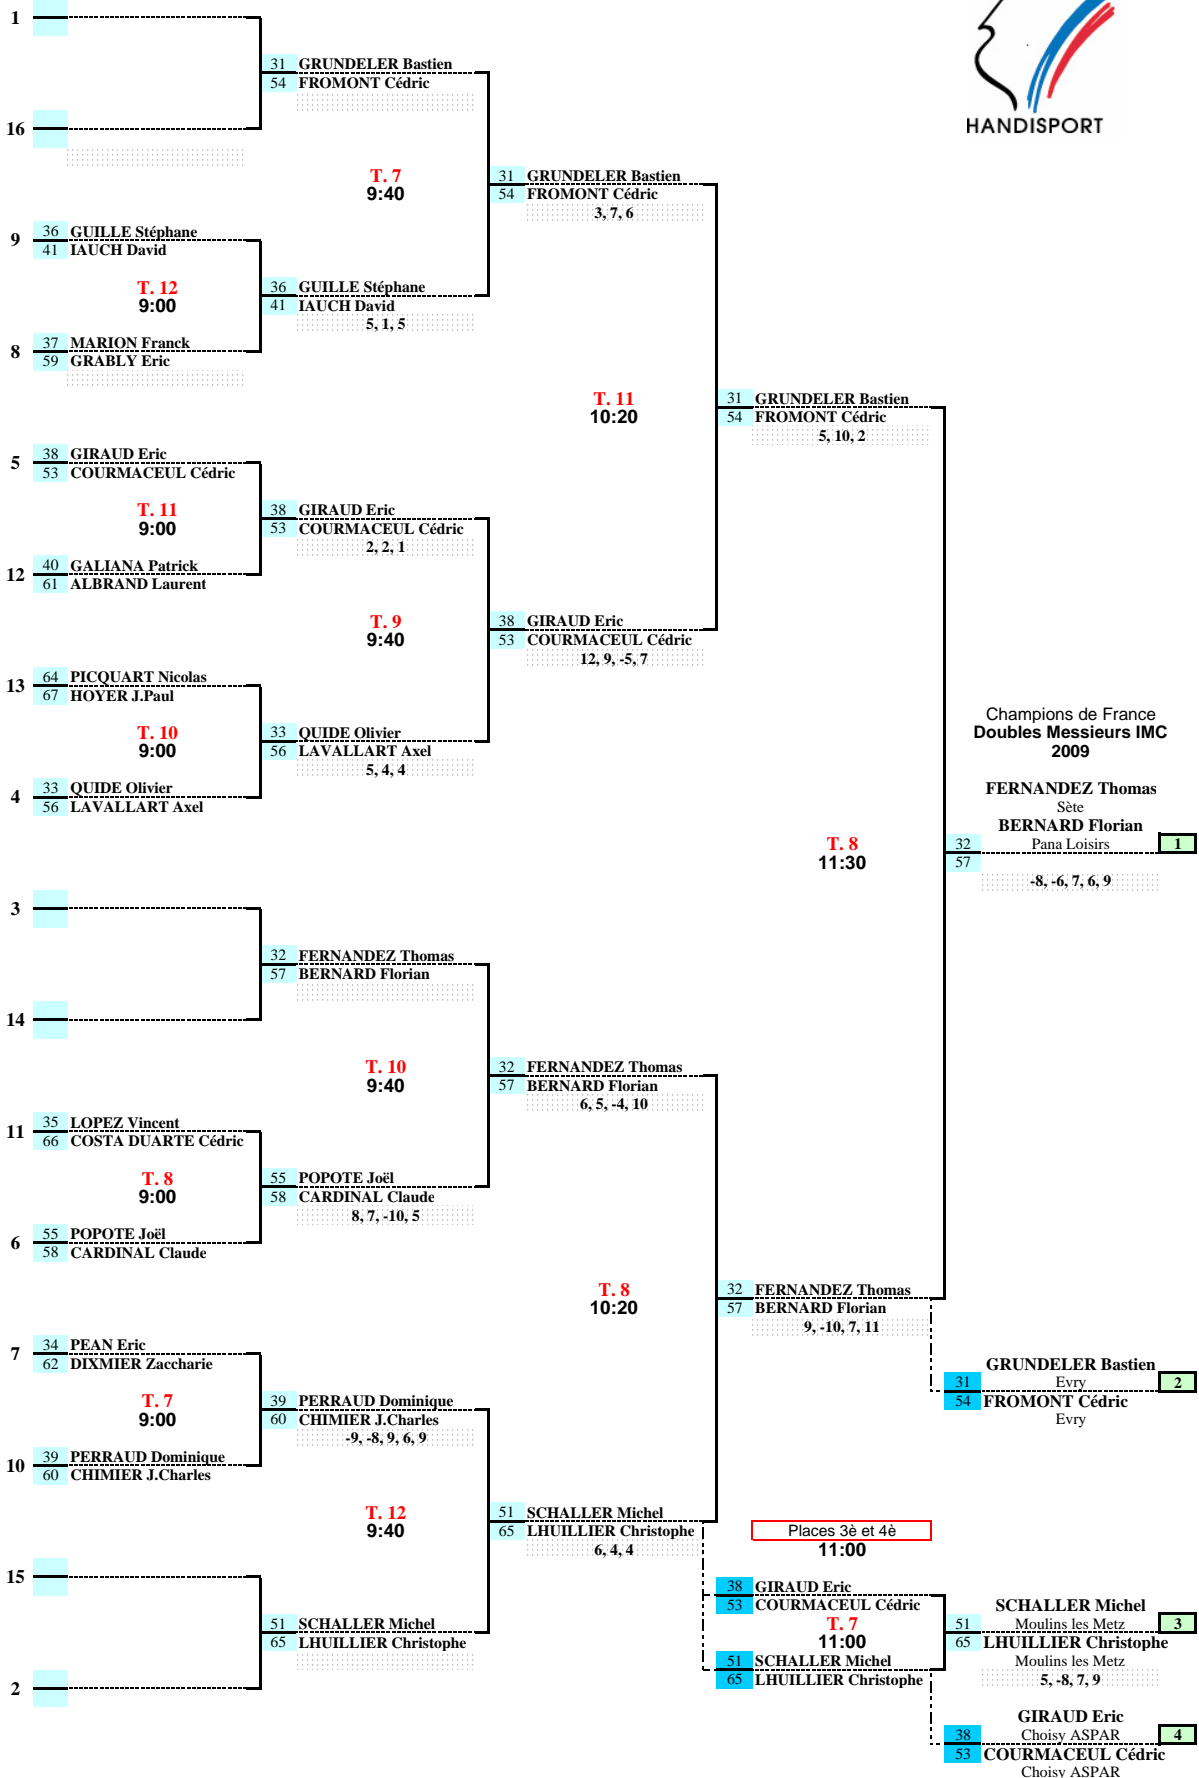 HANDISPORT
1
31 GRUNDELER Bastien
54 FROMONT Cédric
16
T. 7
9:40
31 GRUNDELER Bastien
54 FROMONT Cédric
3, 7, 6
9
36 GUILLE Stéphane
41 IAUCH David
T. 12
9:00
36 GUILLE Stéphane
41 IAUCH David
5, 1, 5
8
37 MARION Franck
59 GRABLY Eric
T. 11
10:20
31 GRUNDELER Bastien
54 FROMONT Cédric
5, 10, 2
5
38 GIRAUD Eric
53 COURMACEUL Cédric
T. 11
9:00
38 GIRAUD Eric
53 COURMACEUL Cédric
2, 2, 1
12
40 GALIANA Patrick
61 ALBRAND Laurent
T. 9
9:40
38 GIRAUD Eric
53 COURMACEUL Cédric
12, 9, -5, 7
13
64 PICQUART Nicolas
67 HOYER J.Paul
T. 10
9:00
33 QUIDE Olivier
56 LAVALLART Axel
5, 4, 4
4
33 QUIDE Olivier
56 LAVALLART Axel
Champions de France
Doubles Messieurs IMC
2009
FERNANDEZ Thomas
Sète
BERNARD Florian
32 Pana Loisirs 1
57
-8, -6, 7, 6, 9
T. 8
11:30
3
32 FERNANDEZ Thomas
57 BERNARD Florian
14
T. 10
9:40
32 FERNANDEZ Thomas
57 BERNARD Florian
6, 5, -4, 10
11
35 LOPEZ Vincent
66 COSTA DUARTE Cédric
T. 8
9:00
55 POPOTE Joël
58 CARDINAL Claude
8, 7, -10, 5
6
55 POPOTE Joël
58 CARDINAL Claude
T. 8
10:20
32 FERNANDEZ Thomas
57 BERNARD Florian
9, -10, 7, 11
7
34 PEAN Eric
62 DIXMIER Zaccharie
T. 7
9:00
39 PERRAUD Dominique
60 CHIMIER J.Charles
-9, -8, 9, 6, 9
10
39 PERRAUD Dominique
60 CHIMIER J.Charles
GRUNDELER Bastien
31 Evry 2
54 FROMONT Cédric
Evry
T. 12
9:40
51 SCHALLER Michel
65 LHUILLIER Christophe
6, 4, 4
15
51 SCHALLER Michel
65 LHUILLIER Christophe
2
Places 3è et 4è
11:00
38 GIRAUD Eric
53 COURMACEUL Cédric
T. 7
11:00
51 SCHALLER Michel
65 LHUILLIER Christophe
SCHALLER Michel
51 Moulins les Metz 3
65 LHUILLIER Christophe
Moulins les Metz
5, -8, 7, 9
GIRAUD Eric
38 Choisy ASPAR 4
53 COURMACEUL Cédric
Choisy ASPAR